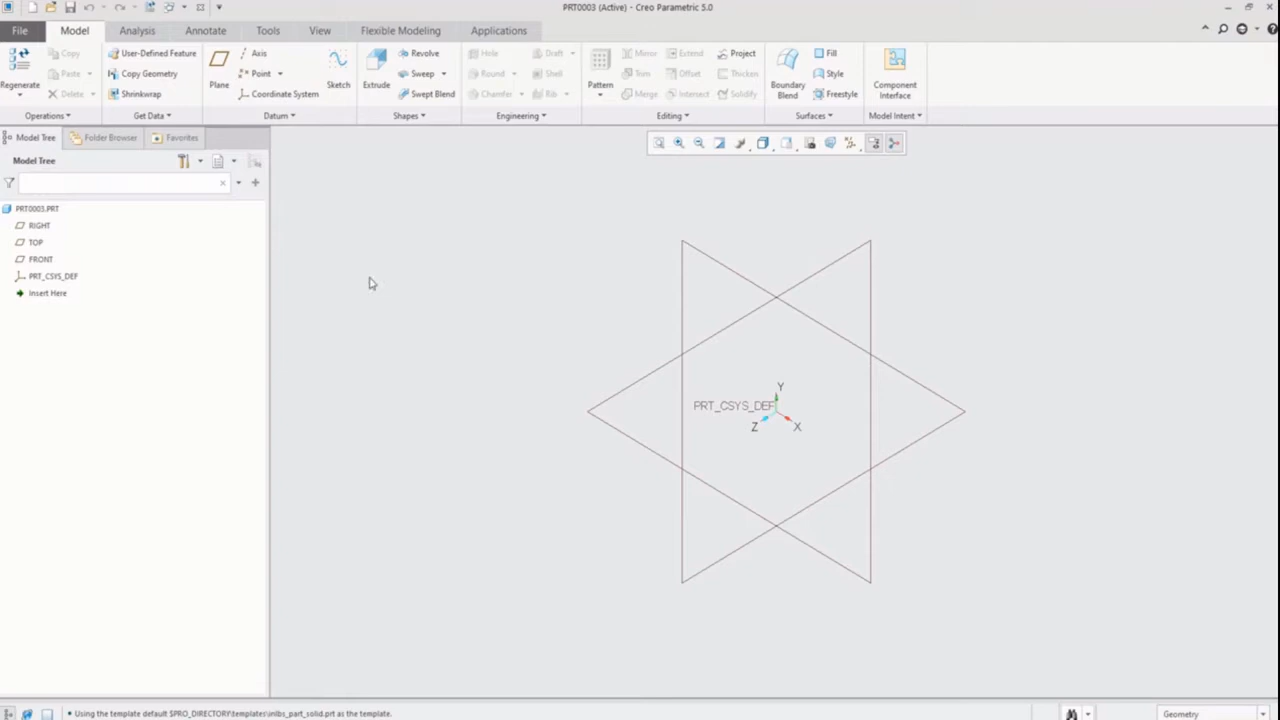 PRT0003 (Active) - Creo Parametric 5.0
File Model Analysis Annotate Tools View Flexible Modeling Applications
Regenerate
Copy
Paste
Delete
Operations
User-Defined Feature
Copy Geometry
Shrinkwrap
Get Data
Plane
Axis
Point
Coordinate System
Sketch
Datum
Extrude
Revolve
Sweep
Swept Blend
Shapes
Hole
Round
Chamfer
Draft
Shell
Rib
Engineering
Pattern
Mirror
Trim
Merge
Extend
Offset
Intersect
Project
Thicken
Solidify
Editing
Boundary
Blend
Fill
Style
Freestyle
Surfaces
Component
Interface
Model Intent
Model Tree Folder Browser Favorites
Model Tree
PRT0003.PRT
RIGHT
TOP
FRONT
PRT_CSYS_DEF
Insert Here
Y
PRT_CSYS_DEF
Z X
• Using the template default $PRO_DIRECTORY\templates\inlbs_part_solid.prt as the template.
Geometry